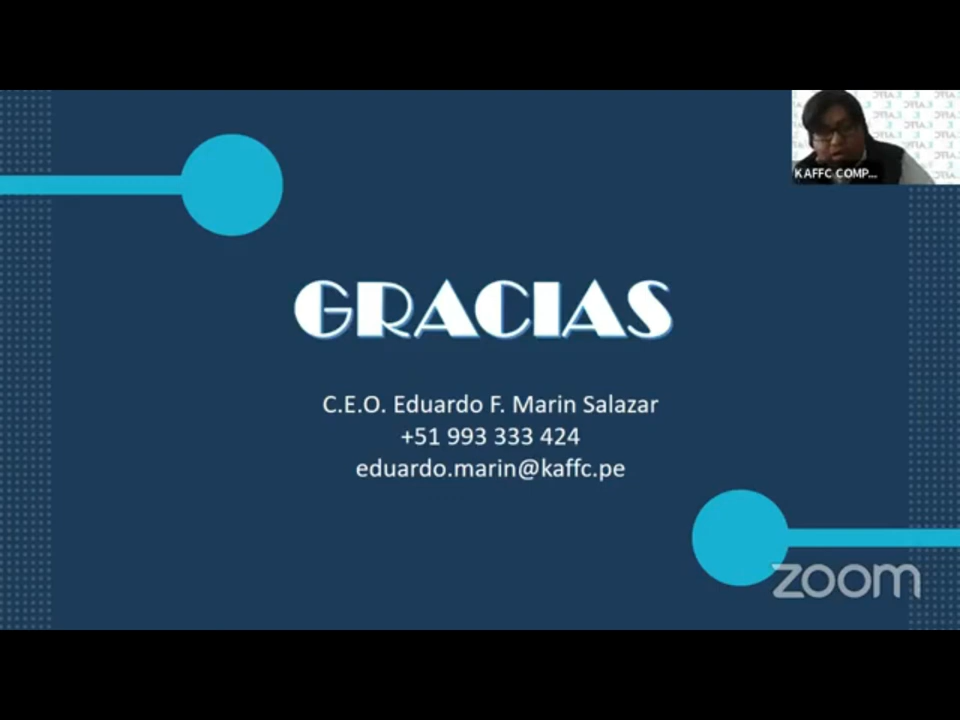 KAFFC COMP...
GRACIAS
C.E.O. Eduardo F. Marin Salazar
+51 993 333 424
eduardo.marin@kaffc.pe
zoom